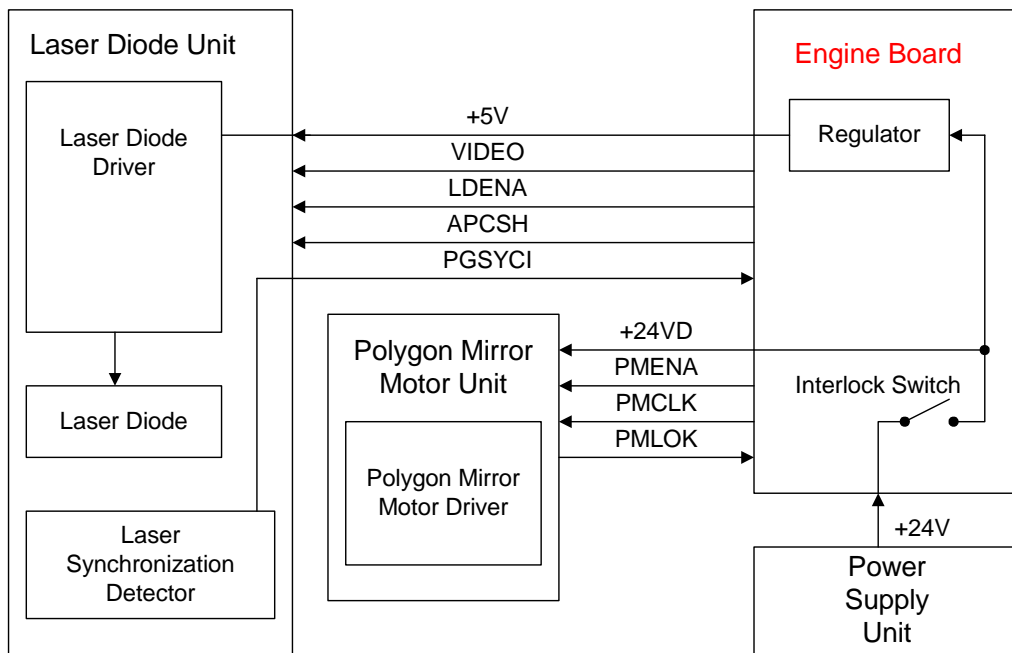 Laser Diode Unit
Laser Diode
Driver
Laser Diode
Laser
Synchronization
Detector
+5V
VIDEO
LDENA
APCSH
PGSYCI
Polygon Mirror
Motor Unit
Polygon Mirror
Motor Driver
+24VD
PMENA
PMCLK
PMLOK
Engine Board
Regulator
Interlock Switch
+24V
Power
Supply
Unit